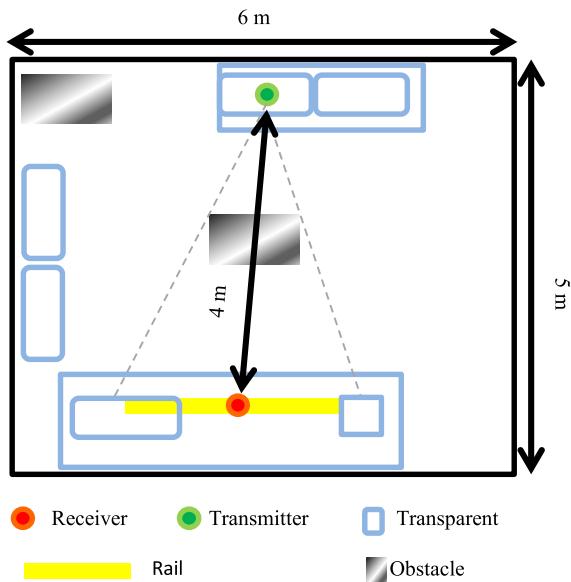 6 m
4 m
5 m
Receiver
Transmitter
Transparent
Rail
Obstacle